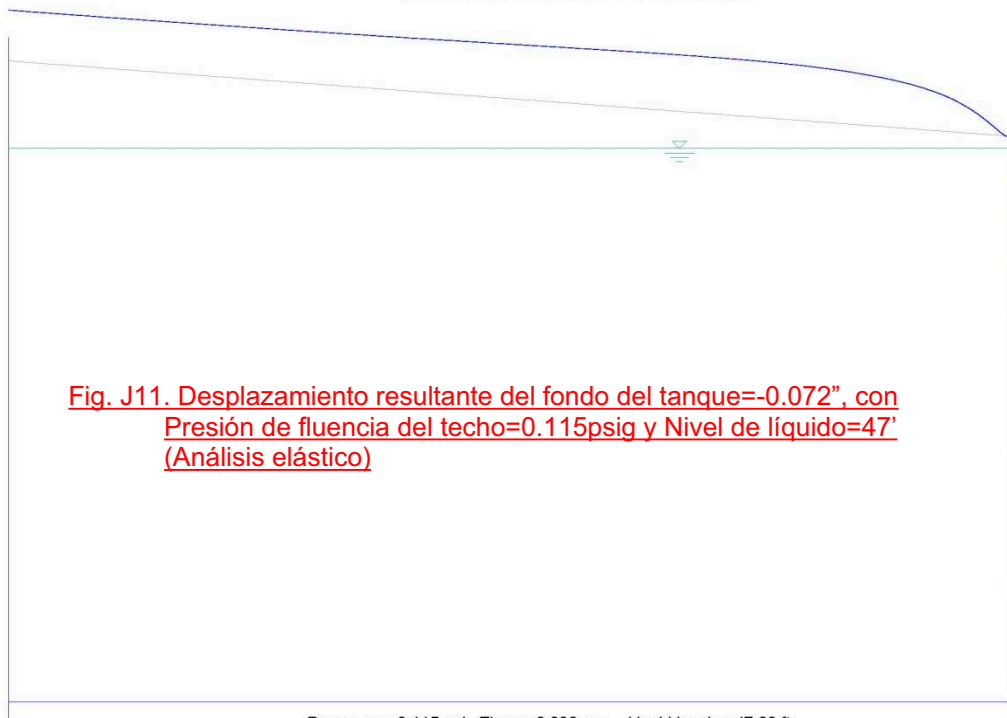 Fig. J11. Desplazamiento resultante del fondo del tanque=-0.072”, con
Presión de fluencia del techo=0.115psig y Nivel de líquido=47’
(Análisis elástico)